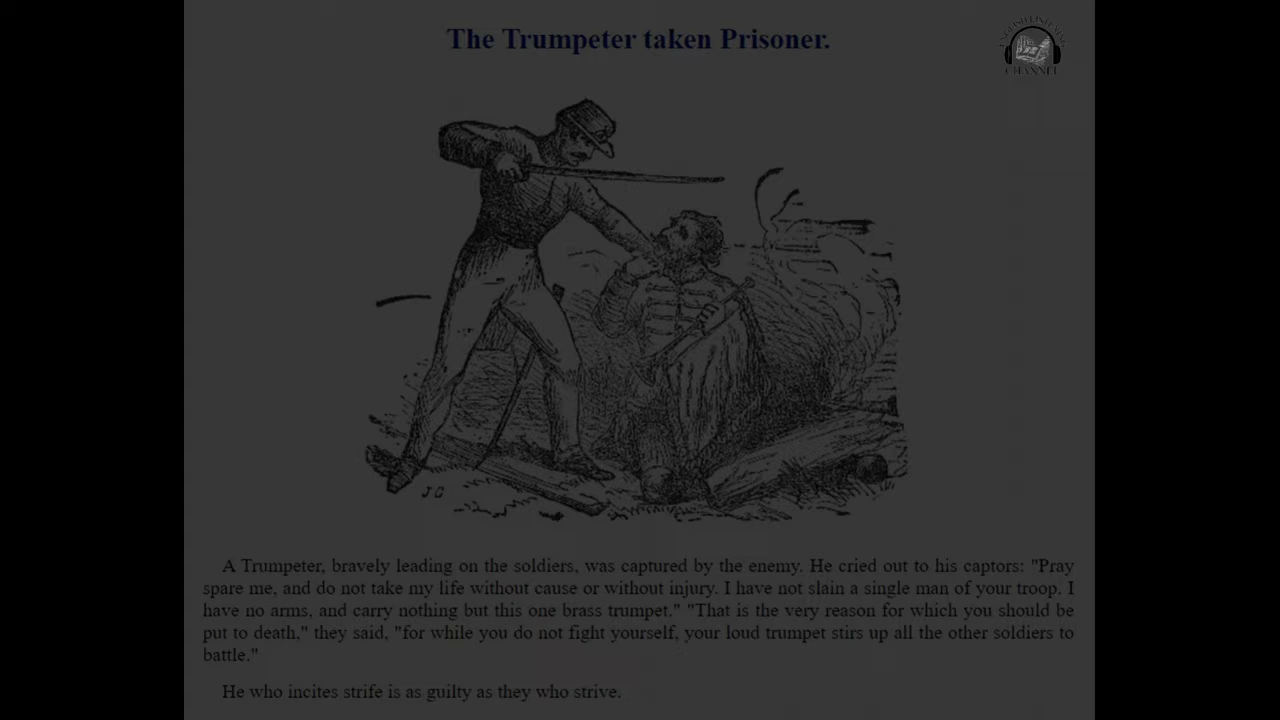 The Trumpeter taken Prisoner.
ENGLISH LISTENING
CHANNEL
J G
A Trumpeter, bravely leading on the soldiers, was captured by the enemy. He cried out to his captors: "Pray
spare me, and do not take my life without cause or without injury. I have not slain a single man of your troop. I
have no arms, and carry nothing but this one brass trumpet." "That is the very reason for which you should be
put to death," they said, "for while you do not fight yourself, your loud trumpet stirs up all the other soldiers to
battle."
He who incites strife is as guilty as they who strive.